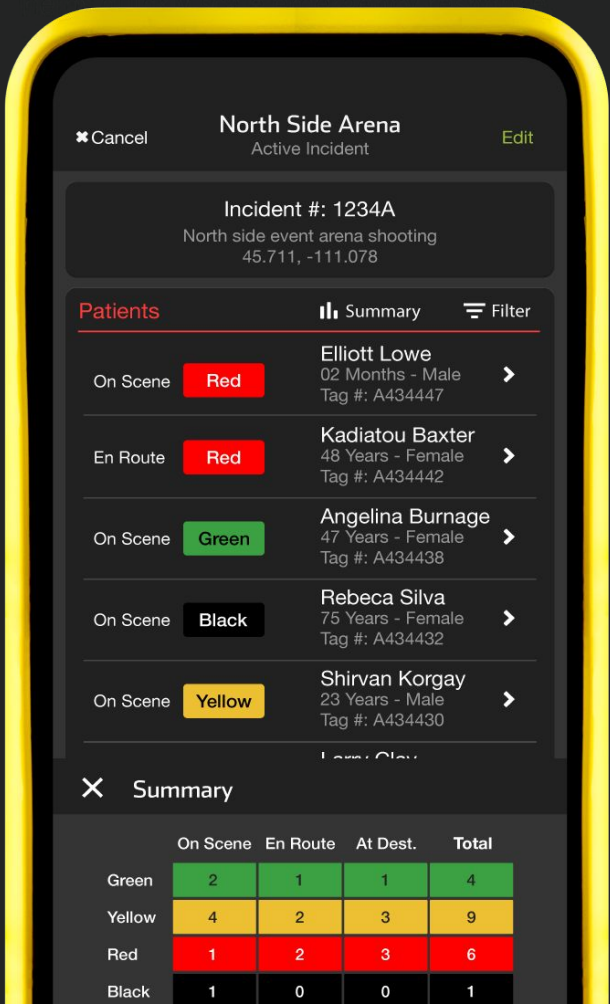 ✖ Cancel
North Side Arena
Edit
Active Incident
Incident #: 1234A
North side event arena shooting
45.711, -111.078
Patients
Summary
Filter
On Scene
Red
Elliott Lowe
02 Months - Male
Tag #: A434447
En Route
Red
Kadiatou Baxter
48 Years - Female
Tag #: A434442
On Scene
Green
Angelina Burnage
47 Years - Female
Tag #: A434438
On Scene
Black
Rebeca Silva
75 Years - Female
Tag #: A434432
On Scene
Yellow
Shirvan Korgay
23 Years - Male
Tag #: A434430
✕ Summary
On Scene En Route At Dest. Total
Green 2 1 1 4
Yellow 4 2 3 9
Red 1 2 3 6
Black 1 0 0 1